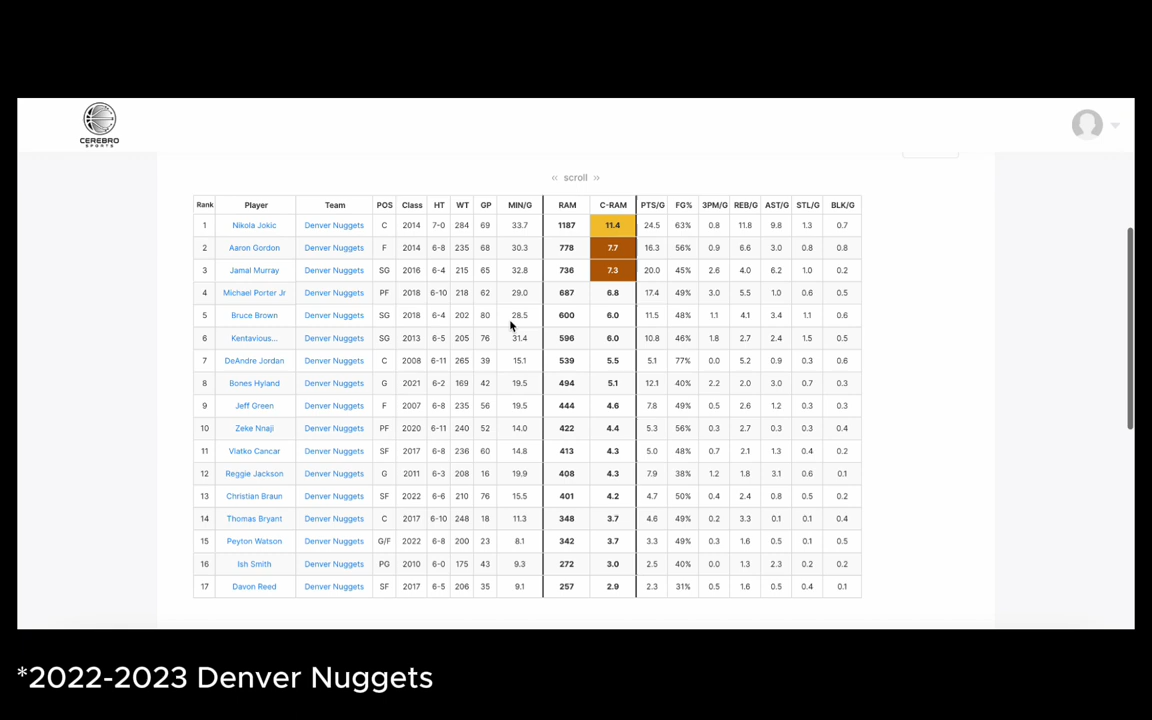 CEREBRO
SPORTS
‹‹ scroll ››
Rank Player Team POS Class HT WT GP MIN/G RAM C-RAM PTS/G FG% 3PM/G REB/G AST/G STL/G BLK/G
1 Nikola Jokic Denver Nuggets C 2014 7-0 284 69 33.7 1187 11.4 24.5 63% 0.8 11.8 9.8 1.3 0.7
2 Aaron Gordon Denver Nuggets F 2014 6-8 235 68 30.3 778 7.7 16.3 56% 0.9 6.6 3.0 0.8 0.8
3 Jamal Murray Denver Nuggets SG 2016 6-4 215 65 32.8 736 7.3 20.0 45% 2.6 4.0 6.2 1.0 0.2
4 Michael Porter Jr Denver Nuggets PF 2018 6-10 218 62 29.0 687 6.8 17.4 49% 3.0 5.5 1.0 0.6 0.5
5 Bruce Brown Denver Nuggets SG 2018 6-4 202 80 28.5 600 6.0 11.5 48% 1.1 4.1 3.4 1.1 0.6
6 Kentavious... Denver Nuggets SG 2013 6-5 205 76 31.4 596 6.0 10.8 46% 1.8 2.7 2.4 1.5 0.5
7 DeAndre Jordan Denver Nuggets C 2008 6-11 265 39 15.1 539 5.5 5.1 77% 0.0 5.2 0.9 0.3 0.6
8 Bones Hyland Denver Nuggets G 2021 6-2 169 42 19.5 494 5.1 12.1 40% 2.2 2.0 3.0 0.7 0.3
9 Jeff Green Denver Nuggets F 2007 6-8 235 56 19.5 444 4.6 7.8 49% 0.5 2.6 1.2 0.3 0.3
10 Zeke Nnaji Denver Nuggets PF 2020 6-11 240 52 14.0 422 4.4 5.3 56% 0.3 2.7 0.3 0.3 0.4
11 Vlatko Cancar Denver Nuggets SF 2017 6-8 236 60 14.8 413 4.3 5.0 48% 0.7 2.1 1.3 0.4 0.2
12 Reggie Jackson Denver Nuggets G 2011 6-3 208 16 19.9 408 4.3 7.9 38% 1.2 1.8 3.1 0.6 0.1
13 Christian Braun Denver Nuggets SF 2022 6-6 210 76 15.5 401 4.2 4.7 50% 0.4 2.4 0.8 0.5 0.2
14 Thomas Bryant Denver Nuggets C 2017 6-10 248 18 11.3 348 3.7 4.6 49% 0.2 3.3 0.1 0.1 0.4
15 Peyton Watson Denver Nuggets G/F 2022 6-8 200 23 8.1 342 3.7 3.3 49% 0.3 1.6 0.5 0.1 0.5
16 Ish Smith Denver Nuggets PG 2010 6-0 175 43 9.3 272 3.0 2.5 40% 0.0 1.3 2.3 0.2 0.2
17 Davon Reed Denver Nuggets SF 2017 6-5 206 35 9.1 257 2.9 2.3 31% 0.5 1.6 0.5 0.4 0.1
*2022-2023 Denver Nuggets